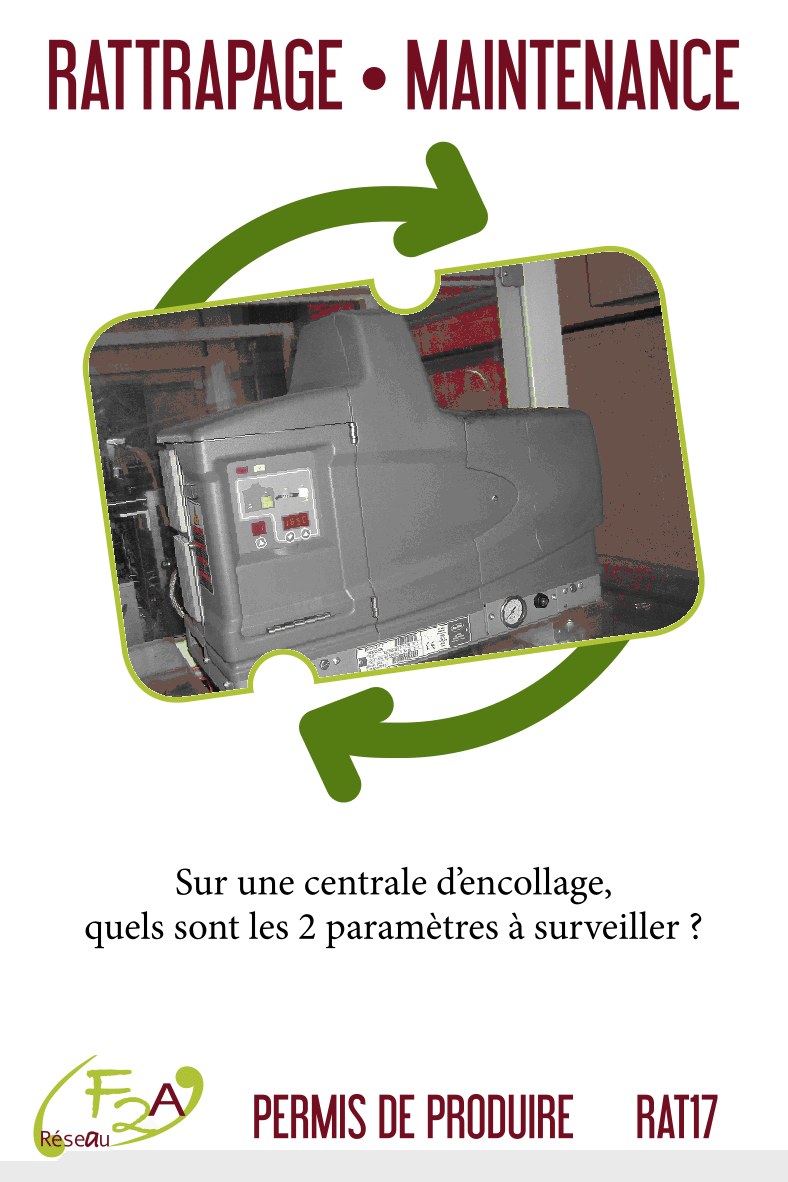 RATTRAPAGE • MAINTENANCE
Sur une centrale d’encollage,
quels sont les 2 paramètres à surveiller ?
F2A
Réseau
PERMIS DE PRODUIRE RAT17